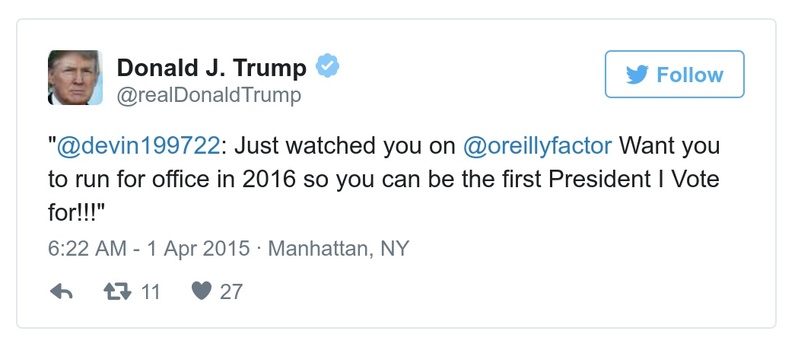 Donald J. Trump
@realDonaldTrump
Follow
"@devin199722: Just watched you on @oreillyfactor Want you
to run for office in 2016 so you can be the first President I Vote
for!!!"
6:22 AM - 1 Apr 2015 · Manhattan, NY
11 27